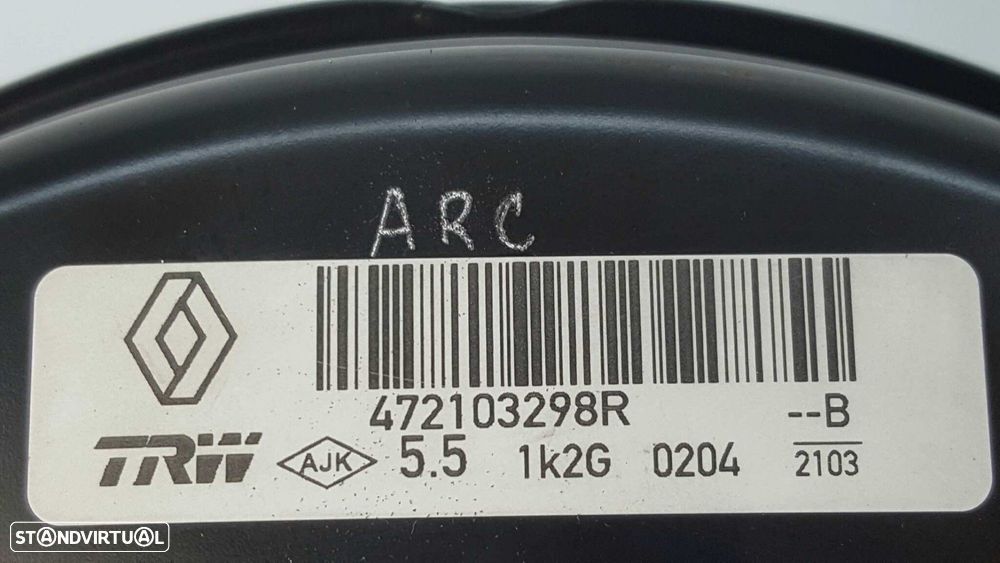 ARC
472103298R --B
TRW AJK 5.5 1k2G 0204 2103
STANDVIRTUAL